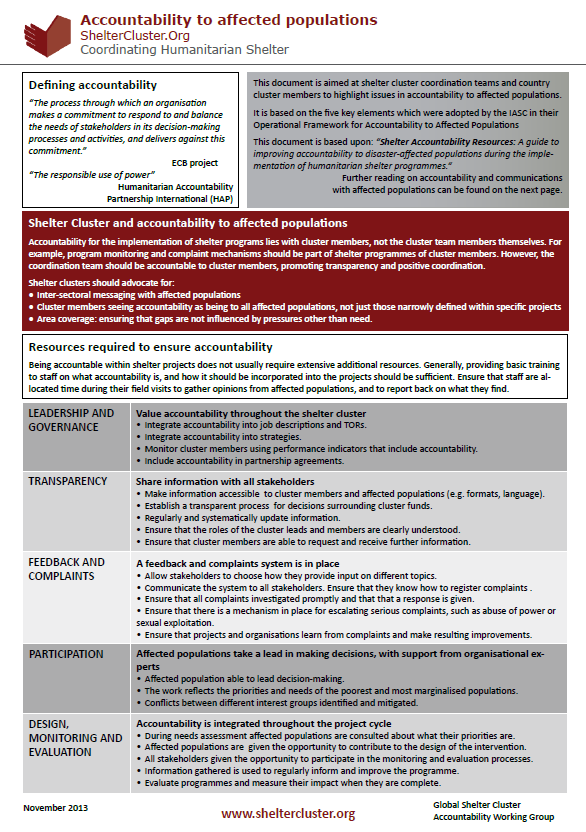 Accountability to affected populations
ShelterCluster.Org
Coordinating Humanitarian Shelter
Defining accountability
“The process through which an organisation
makes a commitment to respond to and balance
the needs of stakeholders in its decision-making
processes and activities, and delivers against this
commitment.”
ECB project
“The responsible use of power”
Humanitarian Accountability
Partnership International (HAP)
This document is aimed at shelter cluster coordination teams and country
cluster members to highlight issues in accountability to affected populations.
It is based on the five key elements which were adopted by the IASC in their
Operational Framework for Accountability to Affected Populations
This document is based upon: “Shelter Accountability Resources: A guide to
improving accountability to disaster-affected populations during the imple-
mentation of humanitarian shelter programmes.”
Further reading on accountability and communications
with affected populations can be found on the next page.
Shelter Cluster and accountability to affected populations
Accountability for the implementation of shelter programs lies with cluster members, not the cluster team members themselves. For
example, program monitoring and complaint mechanisms should be part of shelter programmes of cluster members. However, the
coordination team should be accountable to cluster members, promoting transparency and positive coordination.
Shelter clusters should advocate for:
● Inter-sectoral messaging with affected populations
● Cluster members seeing accountability as being to all affected populations, not just those narrowly defined within specific projects
● Area coverage: ensuring that gaps are not influenced by pressures other than need.
Resources required to ensure accountability
Being accountable within shelter projects does not usually require extensive additional resources. Generally, providing basic training
to staff on what accountability is, and how it should be incorporated into the projects should be sufficient. Ensure that staff are al-
located time during their field visits to gather opinions from affected populations, and to report back on what they find.
LEADERSHIP AND
GOVERNANCE
Value accountability throughout the shelter cluster
• Integrate accountability into job descriptions and TORs.
• Integrate accountability into strategies.
• Monitor cluster members using performance indicators that include accountability.
• Include accountability in partnership agreements.
TRANSPARENCY
Share information with all stakeholders
• Make information accessible to cluster members and affected populations (e.g. formats, language).
• Establish a transparent process for decisions surrounding cluster funds.
• Regularly and systematically update information.
• Ensure that the roles of the cluster leads and members are clearly understood.
• Ensure that cluster members are able to request and receive further information.
FEEDBACK AND
COMPLAINTS
A feedback and complaints system is in place
• Allow stakeholders to choose how they provide input on different topics.
• Communicate the system to all stakeholders. Ensure that they know how to register complaints .
• Ensure that all complaints investigated promptly and that that a response is given.
• Ensure that there is a mechanism in place for escalating serious complaints, such as abuse of power or
sexual exploitation.
• Ensure that projects and organisations learn from complaints and make resulting improvements.
PARTICIPATION
Affected populations take a lead in making decisions, with support from organisational ex-
perts
• Affected population able to lead decision-making.
• The work reflects the priorities and needs of the poorest and most marginalised populations.
• Conflicts between different interest groups identified and mitigated.
DESIGN,
MONITORING AND
EVALUATION
Accountability is integrated throughout the project cycle
• During needs assessment affected populations are consulted about what their priorities are.
• Affected populations are given the opportunity to contribute to the design of the intervention.
• All stakeholders given the opportunity to participate in the monitoring and evaluation processes.
• Information gathered is used to regularly inform and improve the programme.
• Evaluate programmes and measure their impact when they are complete.
November 2013
www.sheltercluster.org
Global Shelter Cluster
Accountability Working Group